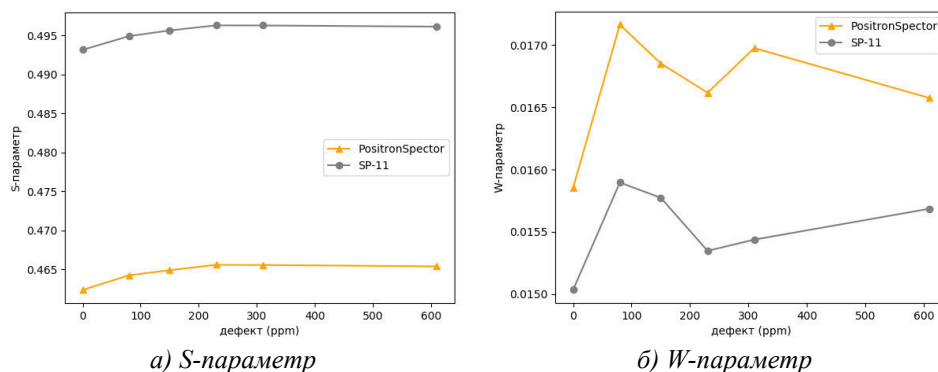 0.495
0.490
0.485
0.480
0.475
0.470
0.465
S-параметр
PositronSpector
SP-11
0 100 200 300 400 500 600
дефект (ppm)
а) S-параметр
0.0170
0.0165
0.0160
0.0155
0.0150
W-параметр
PositronSpector
SP-11
0 100 200 300 400 500 600
дефект (ppm)
б) W-параметр